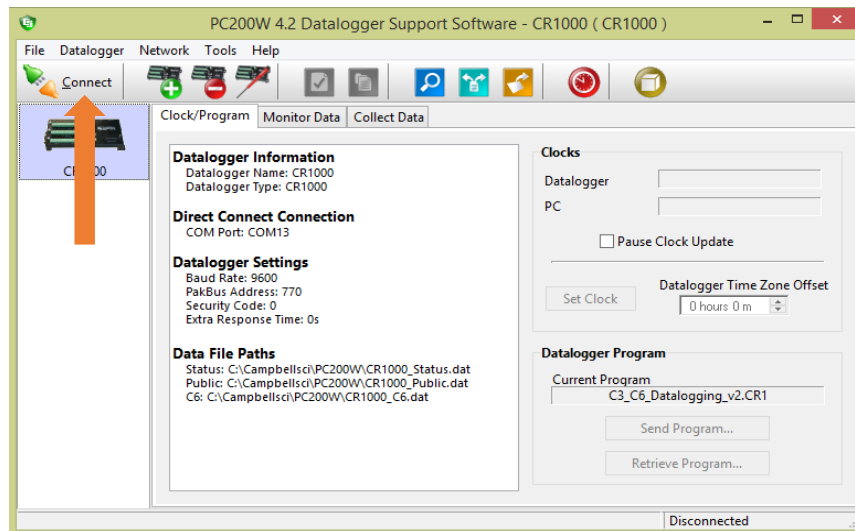 PC200W 4.2 Datalogger Support Software - CR1000 ( CR1000 )
File Datalogger Network Tools Help
Connect
Clock/Program Monitor Data Collect Data
Datalogger Information
Datalogger Name: CR1000
Datalogger Type: CR1000
Direct Connect Connection
COM Port: COM13
Datalogger Settings
Baud Rate: 9600
PakBus Address: 770
Security Code: 0
Extra Response Time: 0s
Data File Paths
Status: C:\Campbellsci\PC200W\CR1000_Status.dat
Public: C:\Campbellsci\PC200W\CR1000_Public.dat
C6: C:\Campbellsci\PC200W\CR1000_C6.dat
Clocks
Datalogger
PC
Pause Clock Update
Set Clock
Datalogger Time Zone Offset
0 hours 0 m
Datalogger Program
Current Program
C3_C6_Datalogging_v2.CR1
Send Program...
Retrieve Program...
Disconnected